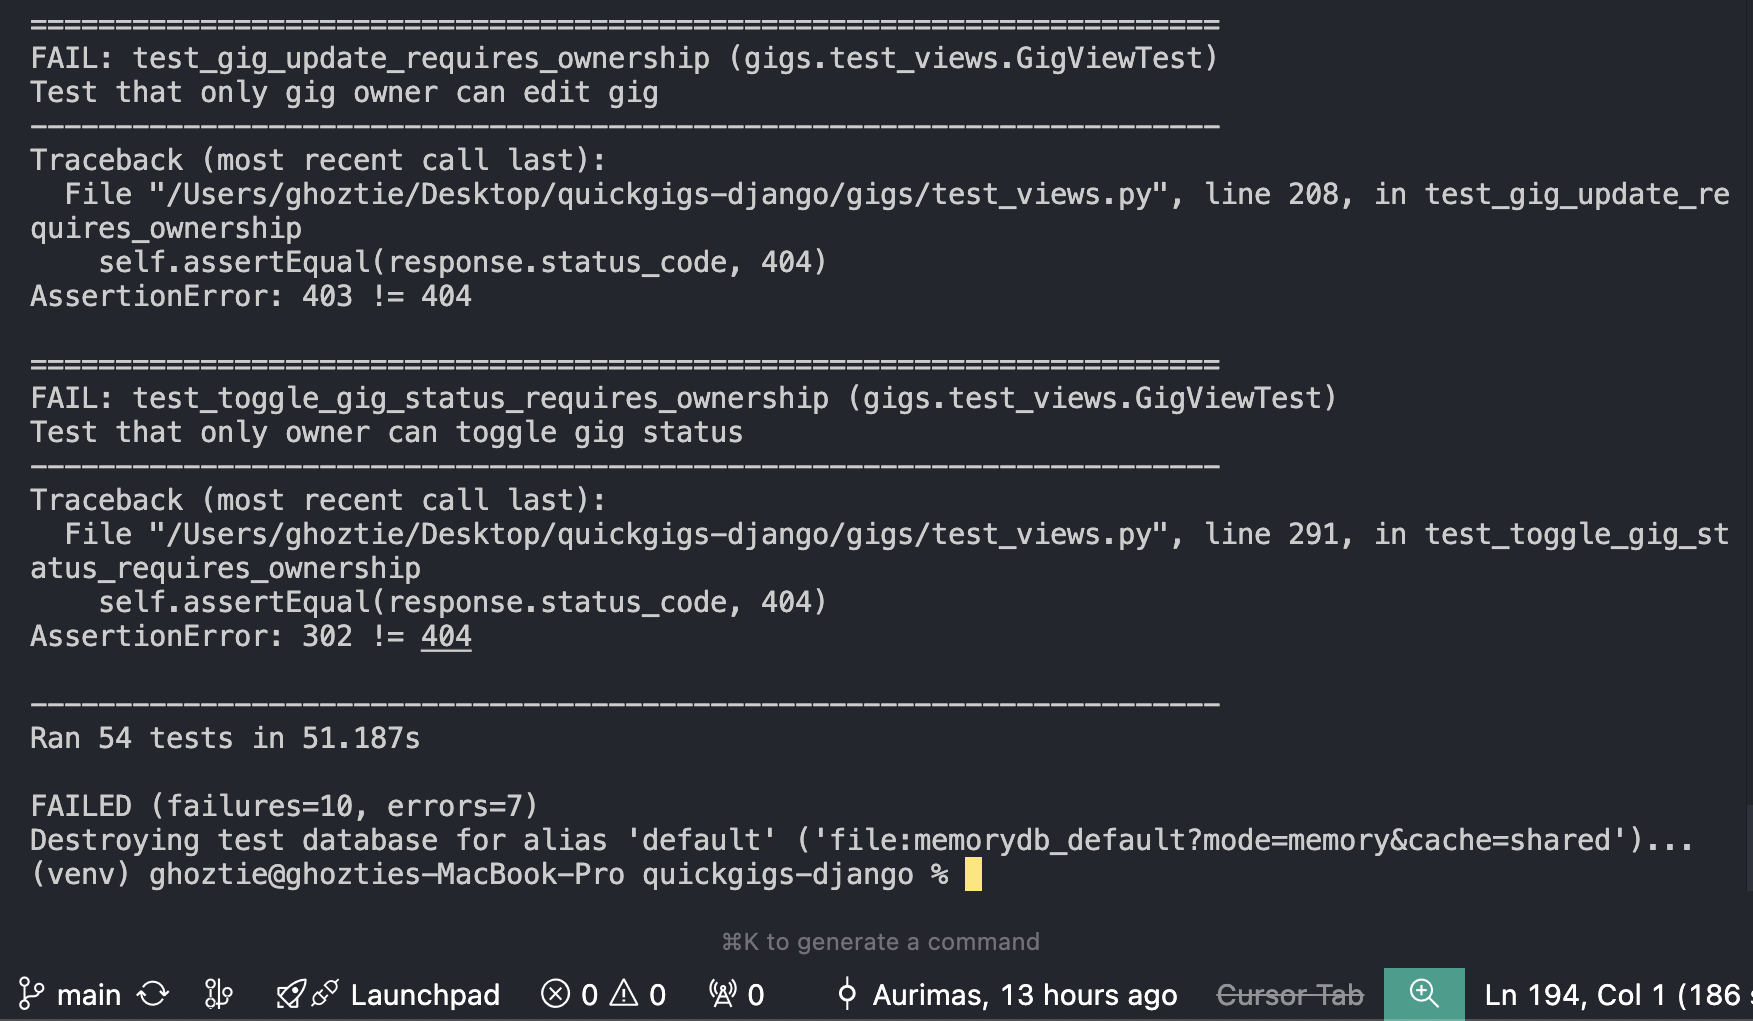 ======================================================================
FAIL: test_gig_update_requires_ownership (gigs.test_views.GigViewTest)
Test that only gig owner can edit gig
----------------------------------------------------------------------
Traceback (most recent call last):
  File "/Users/ghoztie/Desktop/quickgigs-django/gigs/test_views.py", line 208, in test_gig_update_re
quires_ownership
    self.assertEqual(response.status_code, 404)
AssertionError: 403 != 404

======================================================================
FAIL: test_toggle_gig_status_requires_ownership (gigs.test_views.GigViewTest)
Test that only owner can toggle gig status
----------------------------------------------------------------------
Traceback (most recent call last):
  File "/Users/ghoztie/Desktop/quickgigs-django/gigs/test_views.py", line 291, in test_toggle_gig_st
atus_requires_ownership
    self.assertEqual(response.status_code, 404)
AssertionError: 302 != 404

----------------------------------------------------------------------
Ran 54 tests in 51.187s

FAILED (failures=10, errors=7)
Destroying test database for alias 'default' ('file:memorydb_default?mode=memory&cache=shared')...
(venv) ghoztie@ghozties-MacBook-Pro quickgigs-django %
⌘K to generate a command
main Launchpad 0 0 0 Aurimas, 13 hours ago Cursor Tab Ln 194, Col 1 (186